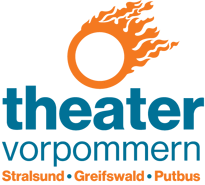 theater
vorpommern
Stralsund • Greifswald • Putbus